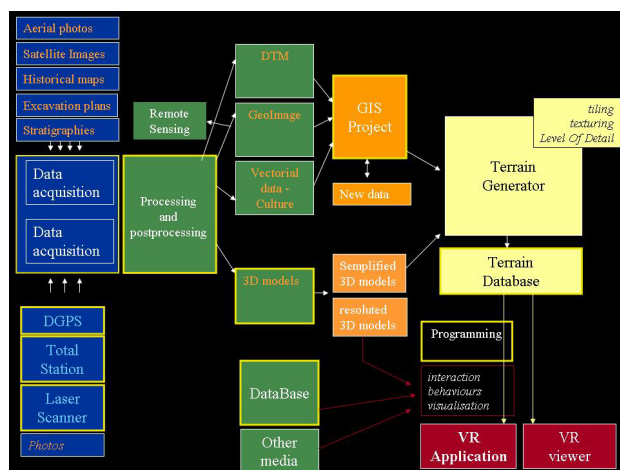 Aerial photos
Satellite Images
Historical maps
Excavation plans
Stratigraphies
Data
acquisition
Data
acquisition
DGPS
Total
Station
Laser
Scanner
Photos
Remote
Sensing
Processing
and
postprocessing
DTM
GeoImage
Vectorial
data -
Culture
3D models
DataBase
Other
media
GIS
Project
New data
Semplified
3D models
resoluted
3D models
tiling
texturing
Level Of Detail
Terrain
Generator
Terrain
Database
Programming
interaction
behaviours
visualisation
VR
Application
VR
viewer